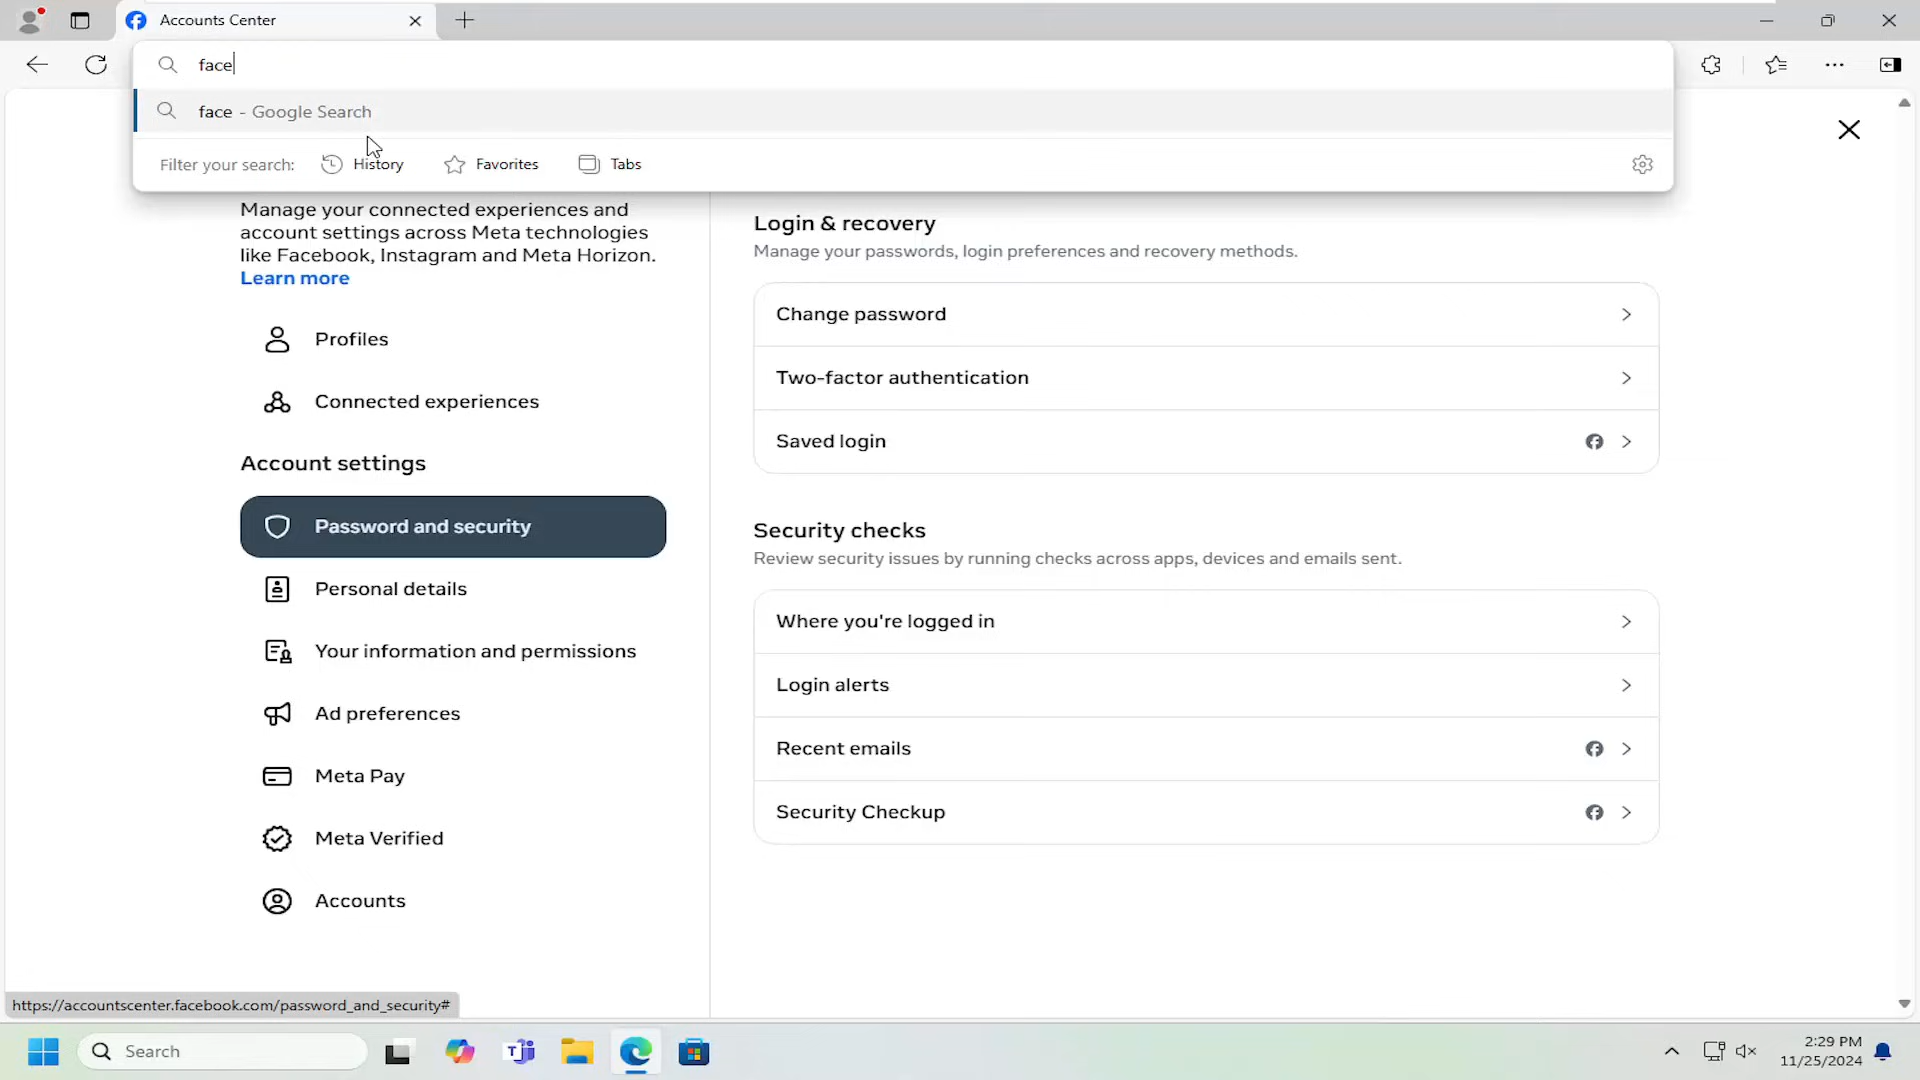 Accounts Center
face
face - Google Search
Filter your search: History Favorites Tabs
Manage your connected experiences and
account settings across Meta technologies
like Facebook, Instagram and Meta Horizon.
Learn more
Profiles
Connected experiences
Account settings
Password and security
Personal details
Your information and permissions
Ad preferences
Meta Pay
Meta Verified
Accounts
Login & recovery
Manage your passwords, login preferences and recovery methods.
Change password
Two-factor authentication
Saved login
Security checks
Review security issues by running checks across apps, devices and emails sent.
Where you're logged in
Login alerts
Recent emails
Security Checkup
https://accountscenter.facebook.com/password_and_security#
Search
2:29 PM
11/25/2024